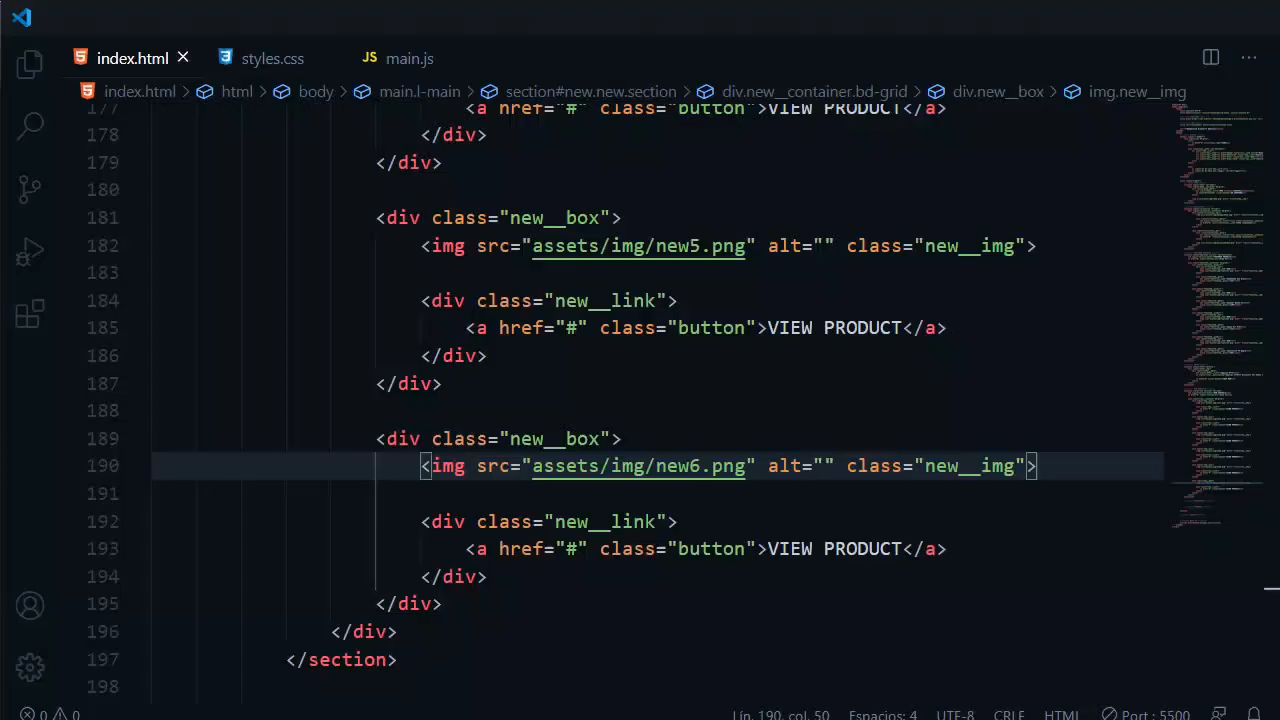 index.html
styles.css
JS main.js
index.html > html > body > main.l-main > section#new.new.section > div.new__container.bd-grid > div.new__box > img.new__img
177 <a href="#" class="button">VIEW PRODUCT</a>
178 </div>
179 </div>
180
181 <div class="new__box">
182 <img src="assets/img/new5.png" alt="" class="new__img">
183
184 <div class="new__link">
185 <a href="#" class="button">VIEW PRODUCT</a>
186 </div>
187 </div>
188
189 <div class="new__box">
190 <img src="assets/img/new6.png" alt="" class="new__img">
191
192 <div class="new__link">
193 <a href="#" class="button">VIEW PRODUCT</a>
194 </div>
195 </div>
196 </div>
197 </section>
198
0 0 Lín. 190, col. 50 Espacios: 4 UTF-8 CRLF HTML Port : 5500